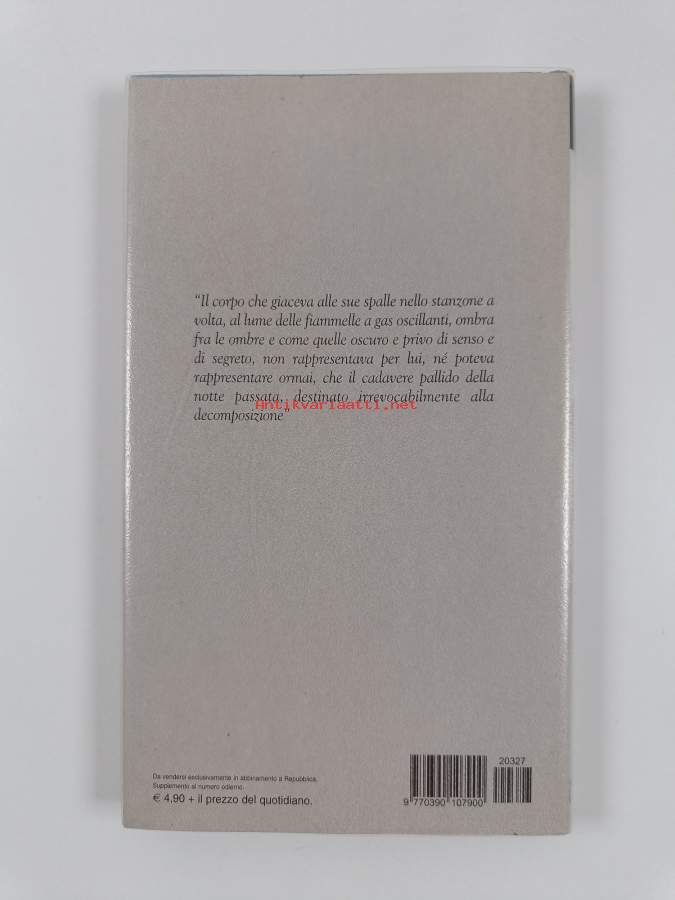 “Il corpo che giaceva alle sue spalle nello stanzone a
volta, al lume delle fiammelle a gas oscillanti, ombra
fra le ombre e come quelle oscuro e privo di senso e
di segreto, non rappresentava per lui, né poteva
rappresentare ormai, che il cadavere pallido della
notte passata, destinato irrevocabilmente alla
Antikvariaatti.net
decomposizione”
20327
Da vendersi esclusivamente in abbinamento a Repubblica.
Supplemento al numero odierno.
€ 4,90 + il prezzo del quotidiano.
9 770390 107900